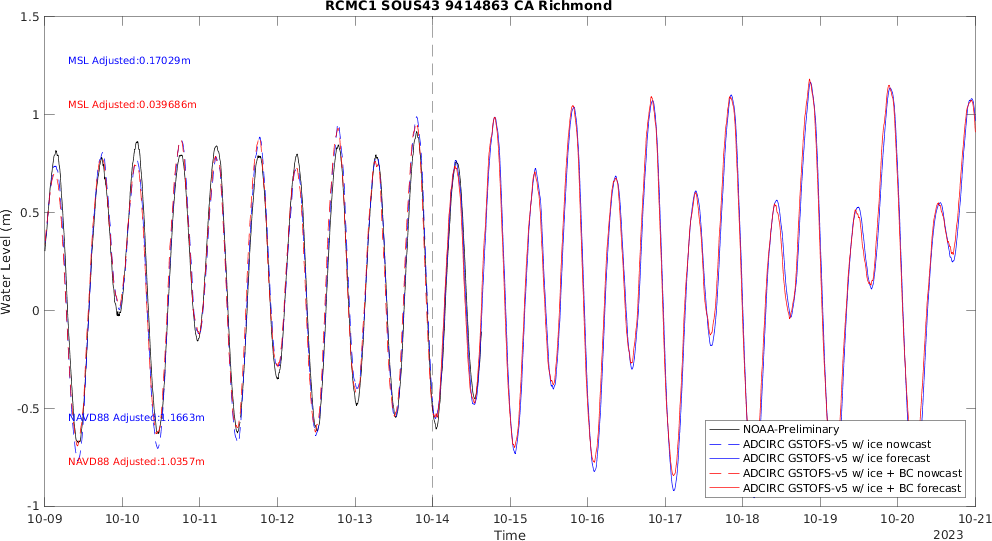 RCMC1 SOUS43 9414863 CA Richmond
1.5
1
0.5
0
-0.5
-1
Water Level (m)
MSL Adjusted:0.17029m
MSL Adjusted:0.039686m
NAVD88 Adjusted:1.1663m
NAVD88 Adjusted:1.0357m
NOAA-Preliminary
ADCIRC GSTOFS-v5 w/ ice nowcast
ADCIRC GSTOFS-v5 w/ ice forecast
ADCIRC GSTOFS-v5 w/ ice + BC nowcast
ADCIRC GSTOFS-v5 w/ ice + BC forecast
10-09 10-10 10-11 10-12 10-13 10-14 10-15 10-16 10-17 10-18 10-19 10-20 10-21
Time
2023